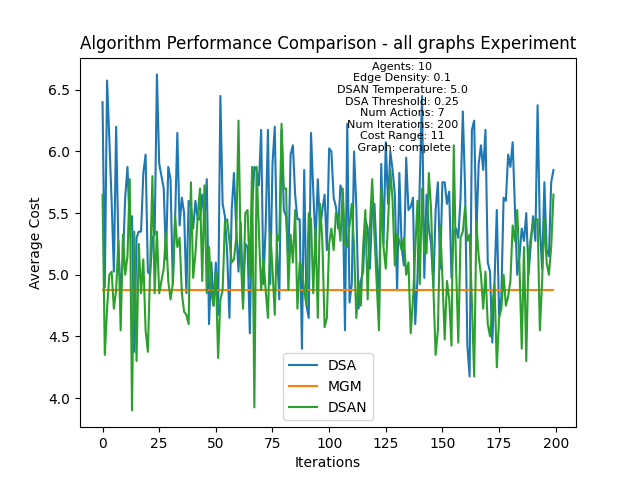 Algorithm Performance Comparison - all graphs Experiment
Agents: 10
Edge Density: 0.1
DSAN Temperature: 5.0
DSA Threshold: 0.25
Num Actions: 7
Num Iterations: 200
Cost Range: 11
Graph: complete
Average Cost
6.5
6.0
5.5
5.0
4.5
4.0
DSA
MGM
DSAN
0
25
50
75
100
125
150
175
200
Iterations